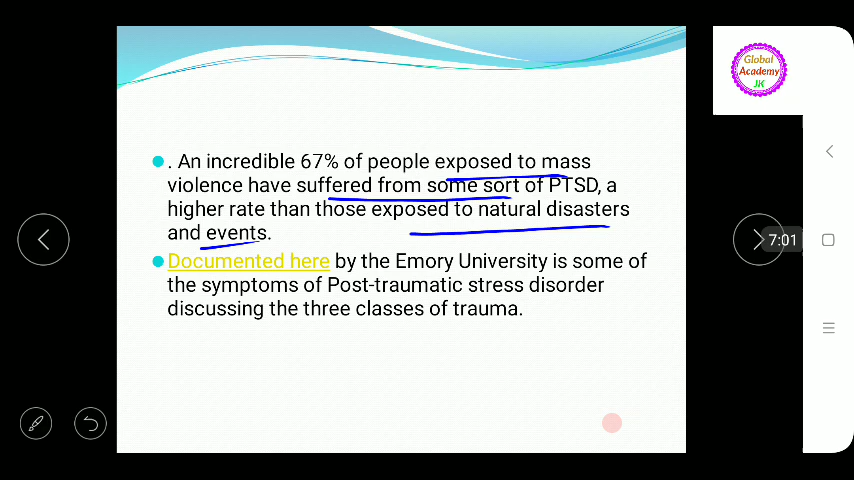 Global
Academy
JK
. An incredible 67% of people exposed to mass
violence have suffered from some sort of PTSD, a
higher rate than those exposed to natural disasters
and events.
7:01
Documented here by the Emory University is some of
the symptoms of Post-traumatic stress disorder
discussing the three classes of trauma.